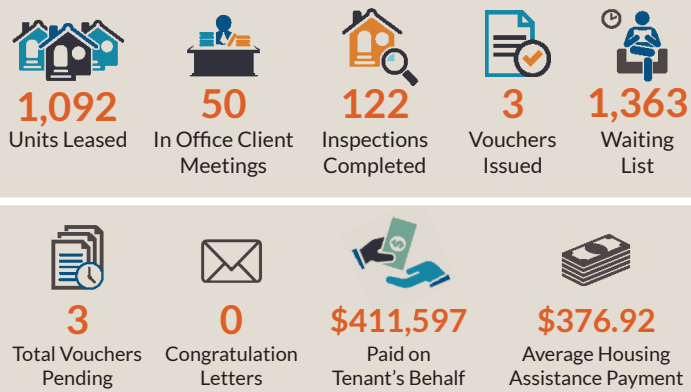 1,092
Units Leased
50
In Office Client
Meetings
122
Inspections
Completed
3
Vouchers
Issued
1,363
Waiting
List
3
Total Vouchers
Pending
0
Congratulation
Letters
$411,597
Paid on
Tenant's Behalf
$376.92
Average Housing
Assistance Payment